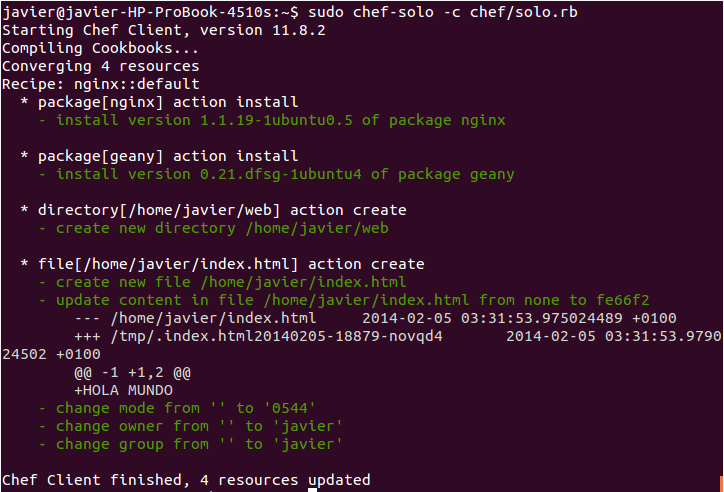 javier@javier-HP-ProBook-4510s:~$ sudo chef-solo -c chef/solo.rb
Starting Chef Client, version 11.8.2
Compiling Cookbooks...
Converging 4 resources
Recipe: nginx::default
  * package[nginx] action install
    - install version 1.1.19-1ubuntu0.5 of package nginx

  * package[geany] action install
    - install version 0.21.dfsg-1ubuntu4 of package geany

  * directory[/home/javier/web] action create
    - create new directory /home/javier/web

  * file[/home/javier/index.html] action create
    - create new file /home/javier/index.html
    - update content in file /home/javier/index.html from none to fe66f2
        --- /home/javier/index.html     2014-02-05 03:31:53.975024489 +0100
        +++ /tmp/.index.html20140205-18879-novqd4       2014-02-05 03:31:53.9790
24502 +0100
        @@ -1 +1,2 @@
        +HOLA MUNDO
    - change mode from '' to '0544'
    - change owner from '' to 'javier'
    - change group from '' to 'javier'

Chef Client finished, 4 resources updated